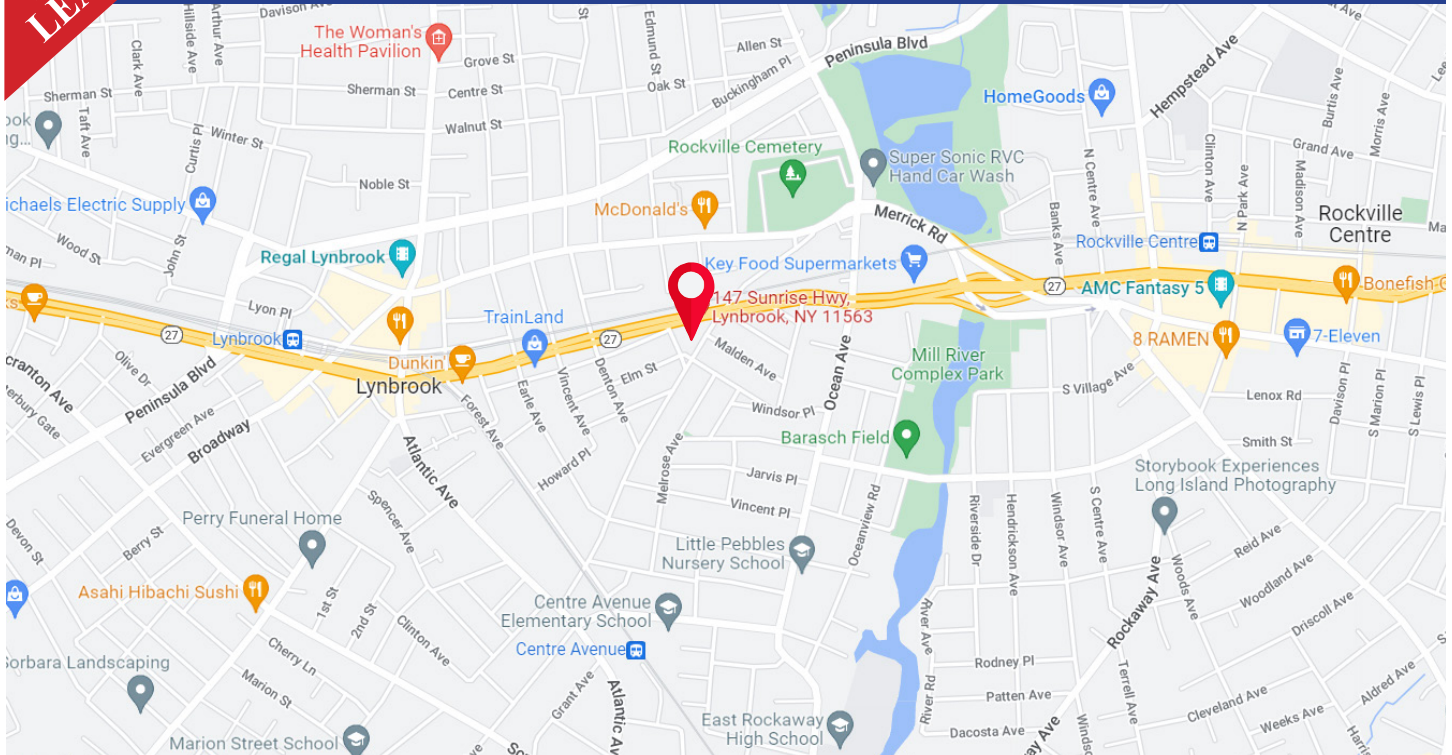 LEA
Davison Ave
Clark Ave
Hillside Ave
Arthur Ave
The Woman's
Health Pavilion
Grove St
St
Edmund St
Allen St
Peninsula Blvd
Hempstead Ave
Sherman St
Sherman St
Centre St
Oak St
Buckingham Pl
HomeGoods
Taft Ave
Winter St
Curtis Pl
Walnut St
Noble St
Rockville Cemetery
Super Sonic RVC
Hand Car Wash
N Centre Ave
Clinton Ave
Burtis Ave
Morris Ave
Grand Ave
N Park Ave
Madison Ave
ichaels Electric Supply
McDonald's
Merrick Rd
Banks Ave
Rockville
Centre
Wood St
John St
Regal Lynbrook
Key Food Supermarkets
Rockville Centre
Lyon Pl
147 Sunrise Hwy,
Lynbrook, NY 11563
27
AMC Fantasy 5
Bonefish G
27
Lynbrook
TrainLand
27
8 RAMEN
7-Eleven
Olive Dr
cranton Ave
Peninsula Blvd
Dunkin'
Lynbrook
Elm St
Malden Ave
Ocean Ave
Mill River
Complex Park
S Village Ave
Lenox Rd
Davison Pl
S Marion Pl
S Lewis Pl
Evergreen Ave
Broadway
Forest Ave
Earle Ave
Vincent Ave
Denton Ave
Windsor Pl
Barasch Field
Smith St
Atlantic Ave
Howard Pl
Melrose Ave
Jarvis Pl
Vincent Pl
Storybook Experiences
Long Island Photography
Perry Funeral Home
Spencer Ave
Oceanview Rd
Riverside Dr
Hendrickson Ave
Windsor Ave
S Centre Ave
Devon St
Berry St
Little Pebbles
Nursery School
Reid Ave
Woods Ave
Woodland Ave
Asahi Hibachi Sushi
1st St
2nd St
Clinton Ave
Centre Avenue
Elementary School
River Ave
Rockaway Ave
Driscoll Ave
Centre Avenue
Cherry Ln
orbara Landscaping
Marion St
Grant Ave
Atlantic Av
Rodney Pl
River Rd
Patten Ave
Terrell Ave
Cleveland Ave
Aldred Ave
Weeks Ave
Marion Street School
East Rockaway
High School
Dacosta Ave